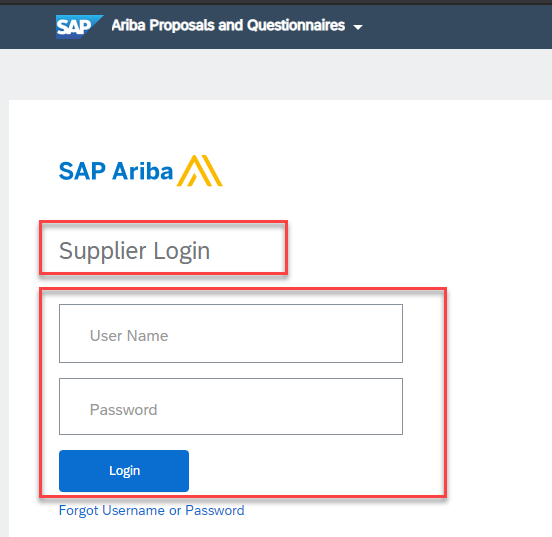 SAP Ariba Proposals and Questionnaires
SAP Ariba
Supplier Login
User Name
Password
Login
Forgot Username or Password